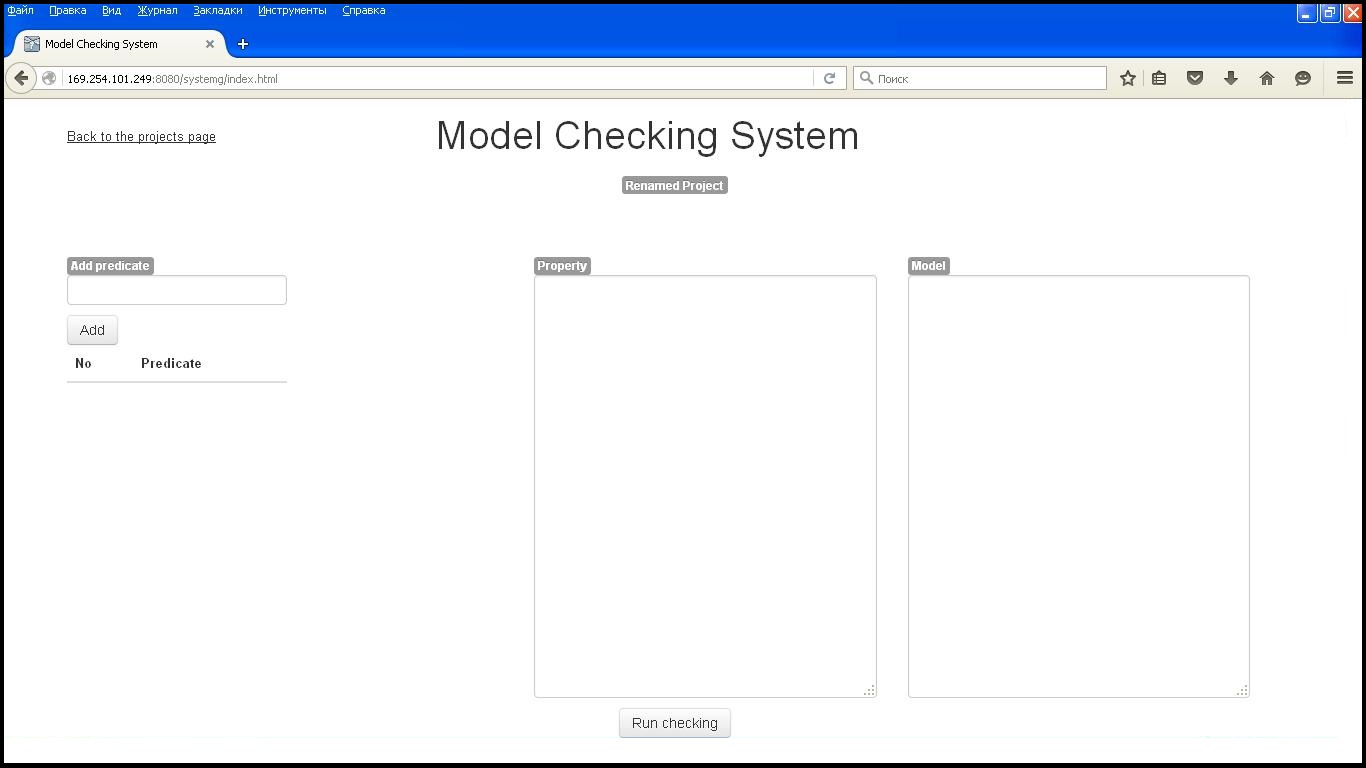 Файл Правка Вид Журнал Закладки Инструменты Справка
Model Checking System
169.254.101.249:8080/systemg/index.html
Поиск
Back to the projects page
Model Checking System
Renamed Project
Add predicate
Property
Model
Add
No Predicate
Run checking